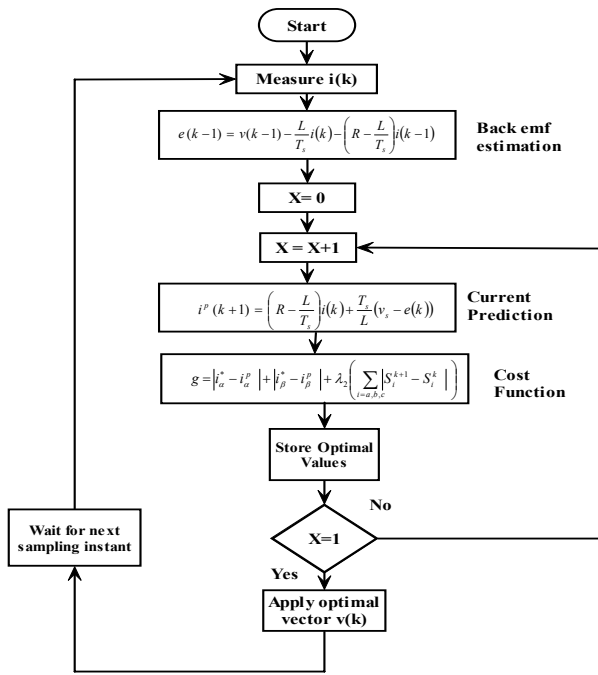 Start
Measure i(k)
e(k−1) = v(k−1) − L/T_s i(k) − (R − L/T_s) i(k−1)
Back emf
estimation
X= 0
X = X+1
i^p (k+1) = (R − L/T_s) i(k) + T_s/L (v_s − e(k))
Current
Prediction
g = |i*_α − i^p_α| + |i*_β − i^p_β| + λ_2 (∑_{i=a,b,c} |S_i^{k+1} − S_i^k|)
Cost
Function
Store Optimal
Values
No
X=1
Wait for next
sampling instant
Yes
Apply optimal
vector v(k)